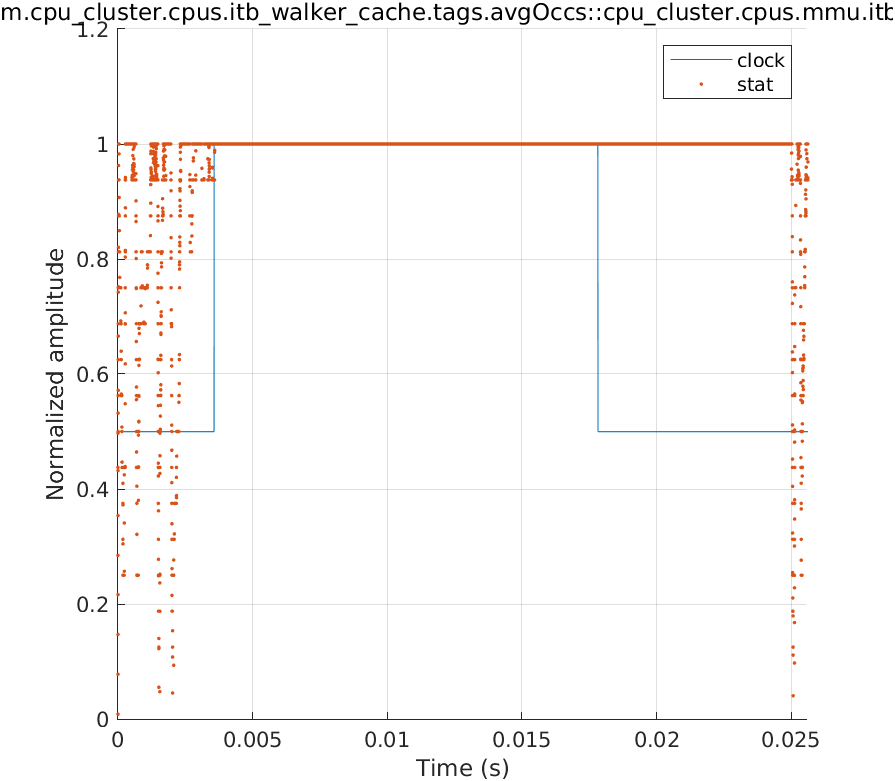 m.cpu_cluster.cpus.itb_walker_cache.tags.avgOccs::cpu_cluster.cpus.mmu.itb
1.2
clock
stat
1
0.8
0.6
0.4
0.2
0
Normalized amplitude
0
0.005
0.01
0.015
0.02
0.025
Time (s)